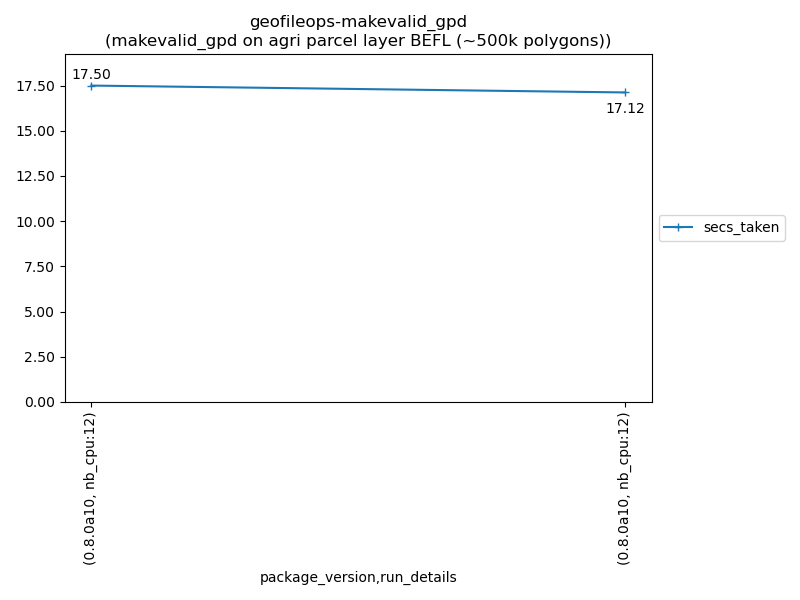 geofileops-makevalid_gpd
(makevalid_gpd on agri parcel layer BEFL (~500k polygons))
17.50
17.12
17.50
15.00
12.50
10.00
7.50
5.00
2.50
0.00
secs_taken
(0.8.0a10, nb_cpu:12)
(0.8.0a10, nb_cpu:12)
package_version,run_details